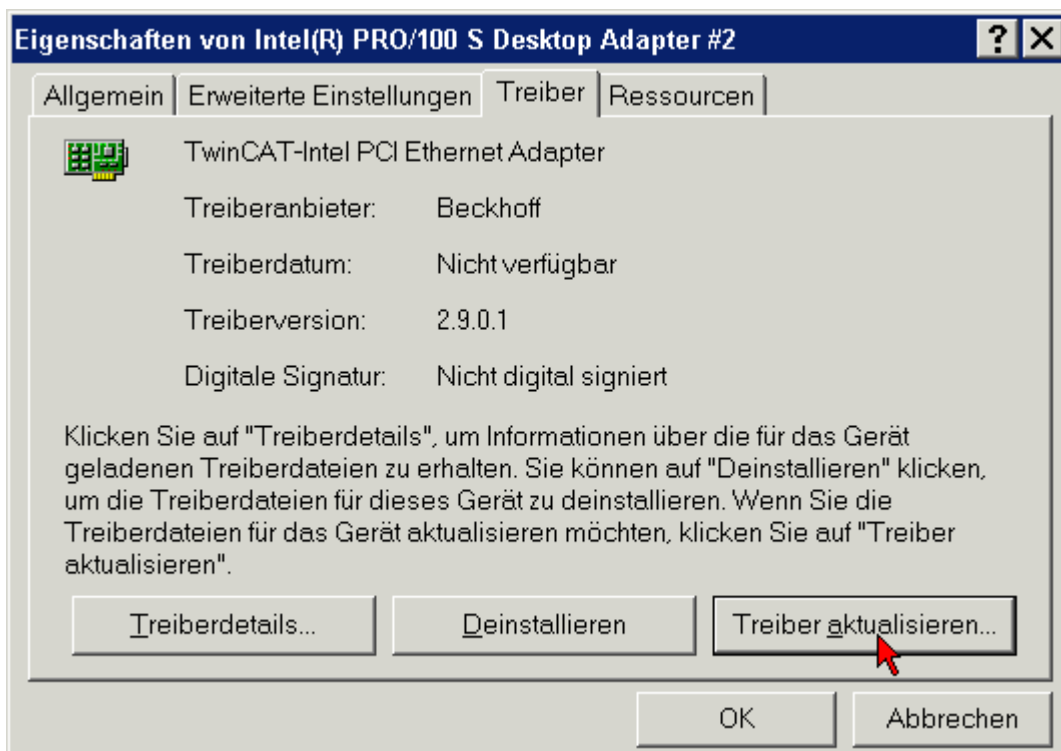 Eigenschaften von Intel(R) PRO/100 S Desktop Adapter #2
Allgemein Erweiterte Einstellungen Treiber Ressourcen
TwinCAT-Intel PCI Ethernet Adapter
Treiberanbieter: Beckhoff
Treiberdatum: Nicht verfügbar
Treiberversion: 2.9.0.1
Digitale Signatur: Nicht digital signiert
Klicken Sie auf "Treiberdetails", um Informationen über die für das Gerät
geladenen Treiberdateien zu erhalten. Sie können auf "Deinstallieren" klicken,
um die Treiberdateien für dieses Gerät zu deinstallieren. Wenn Sie die
Treiberdateien für das Gerät aktualisieren möchten, klicken Sie auf "Treiber
aktualisieren".
Treiberdetails... Deinstallieren Treiber aktualisieren...
OK Abbrechen